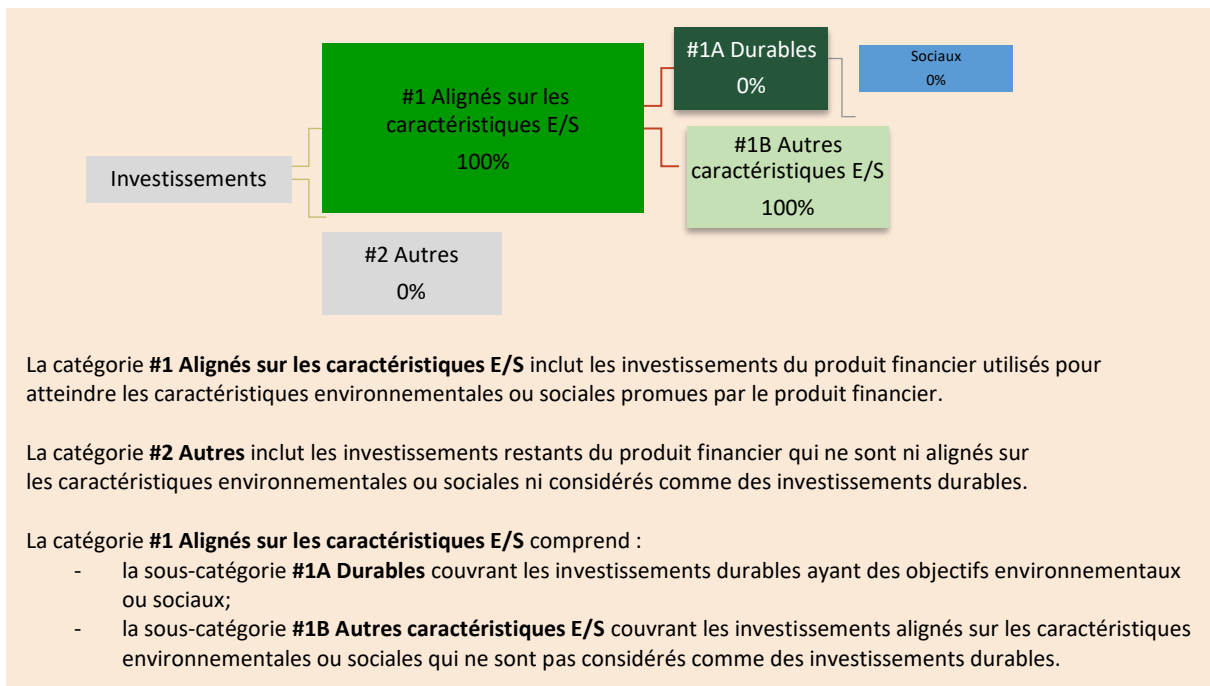 #1A Durables
0%
Sociaux
0%
#1 Alignés sur les
caractéristiques E/S
100%
#1B Autres
caractéristiques E/S
100%
Investissements
#2 Autres
0%
La catégorie #1 Alignés sur les caractéristiques E/S inclut les investissements du produit financier utilisés pour
atteindre les caractéristiques environnementales ou sociales promues par le produit financier.
La catégorie #2 Autres inclut les investissements restants du produit financier qui ne sont ni alignés sur
les caractéristiques environnementales ou sociales ni considérés comme des investissements durables.
La catégorie #1 Alignés sur les caractéristiques E/S comprend :
- la sous-catégorie #1A Durables couvrant les investissements durables ayant des objectifs environnementaux
ou sociaux;
- la sous-catégorie #1B Autres caractéristiques E/S couvrant les investissements alignés sur les caractéristiques
environnementales ou sociales qui ne sont pas considérés comme des investissements durables.